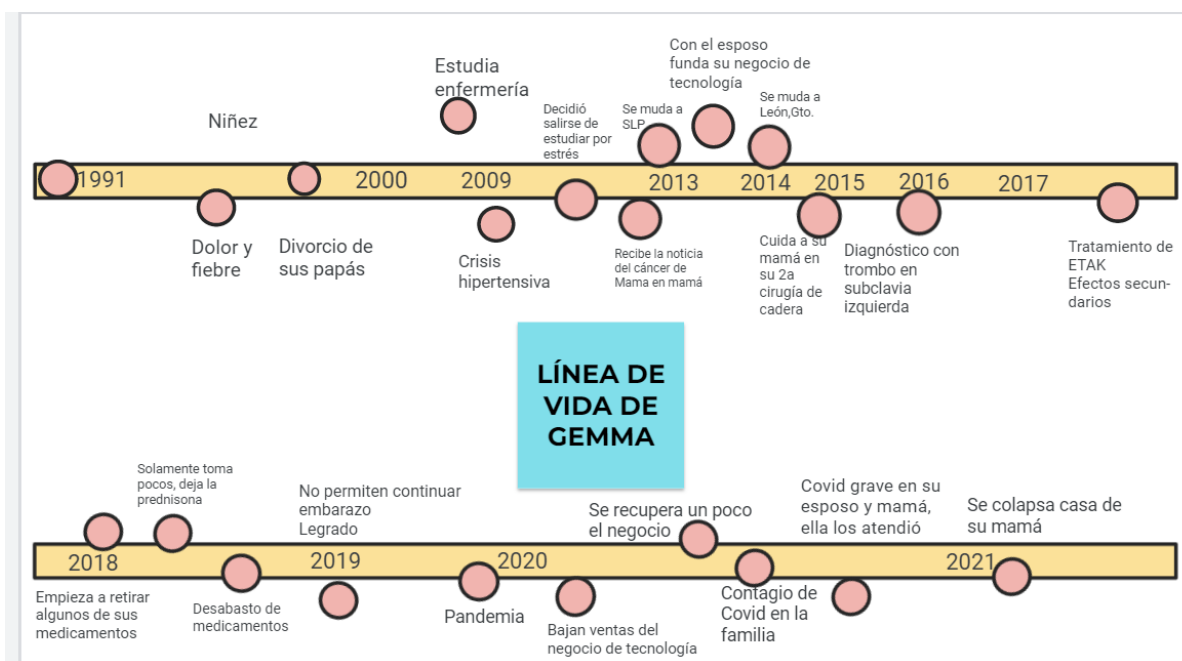 Estudia
enfermería
Con el esposo
funda su negocio de
tecnología
Niñez
Decidió
salirse de
estudiar por
estrés
Se muda a
SLP
Se muda a
León,Gto.
1991
2000
2009
2013
2014
2015
2016
2017
Dolor y
fiebre
Divorcio de
sus papás
Crisis
hipertensiva
Recibe la noticia
del cáncer de
Mama en mamá
Cuida a su
mamá en
su 2a
cirugía de
cadera
Diagnóstico con
trombo en
subclavia
izquierda
Tratamiento de
ETAK
Efectos secun-
darios
LÍNEA DE
VIDA DE
GEMMA
Solamente toma
pocos, deja la
prednisona
No permiten continuar
embarazo
Legrado
Se recupera un poco
el negocio
Covid grave en su
esposo y mamá,
ella los atendió
Se colapsa casa de
su mamá
2018
2019
2020
2021
Empieza a retirar
algunos de sus
medicamentos
Desabasto de
medicamentos
Pandemia
Bajan ventas del
negocio de tecnología
Contagio de
Covid en la
familia